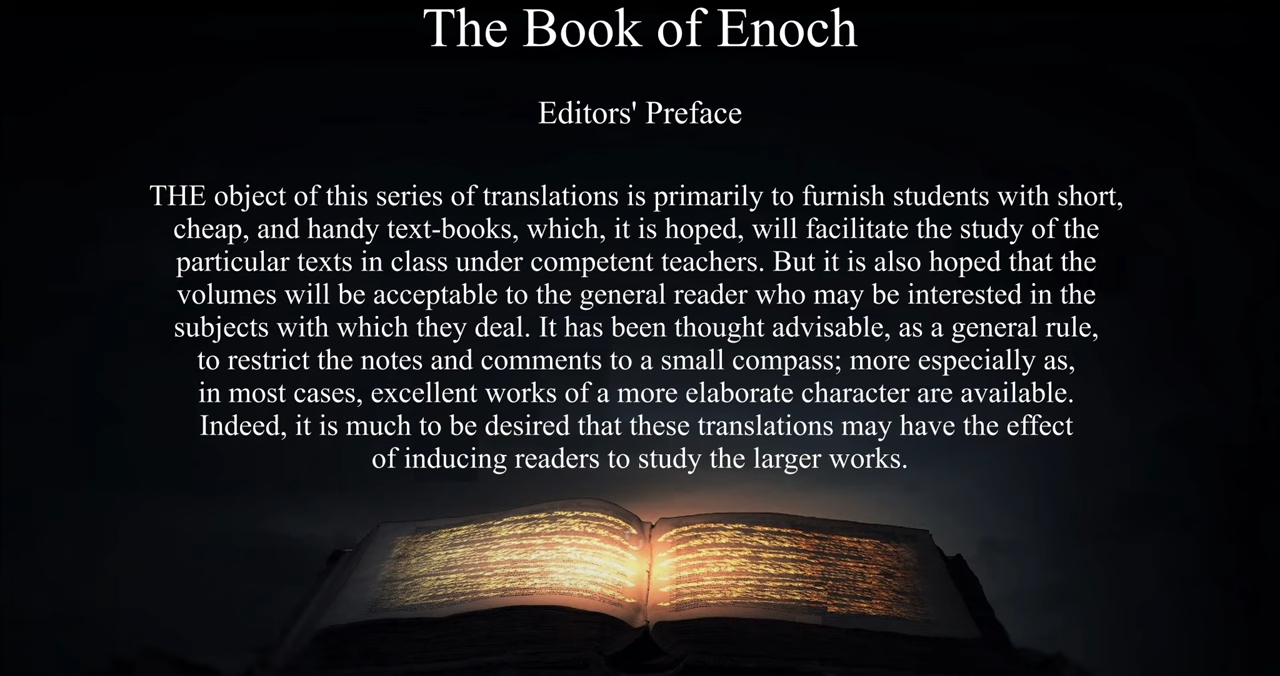 The Book of Enoch
Editors' Preface
THE object of this series of translations is primarily to furnish students with short,
cheap, and handy text-books, which, it is hoped, will facilitate the study of the
particular texts in class under competent teachers. But it is also hoped that the
volumes will be acceptable to the general reader who may be interested in the
subjects with which they deal. It has been thought advisable, as a general rule,
to restrict the notes and comments to a small compass; more especially as,
in most cases, excellent works of a more elaborate character are available.
Indeed, it is much to be desired that these translations may have the effect
of inducing readers to study the larger works.